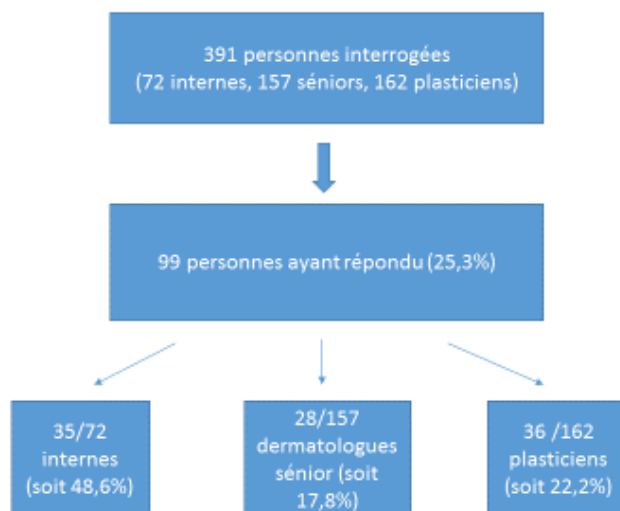 391 personnes interrogées
(72 internes, 157 séniors, 162 plasticiens)
99 personnes ayant répondu (25,3%)
35/72
internes
(soit 48,6%)
28/157
dermatologues
sénior (soit
17,8%)
36 /162
plasticiens
(soit 22,2%)